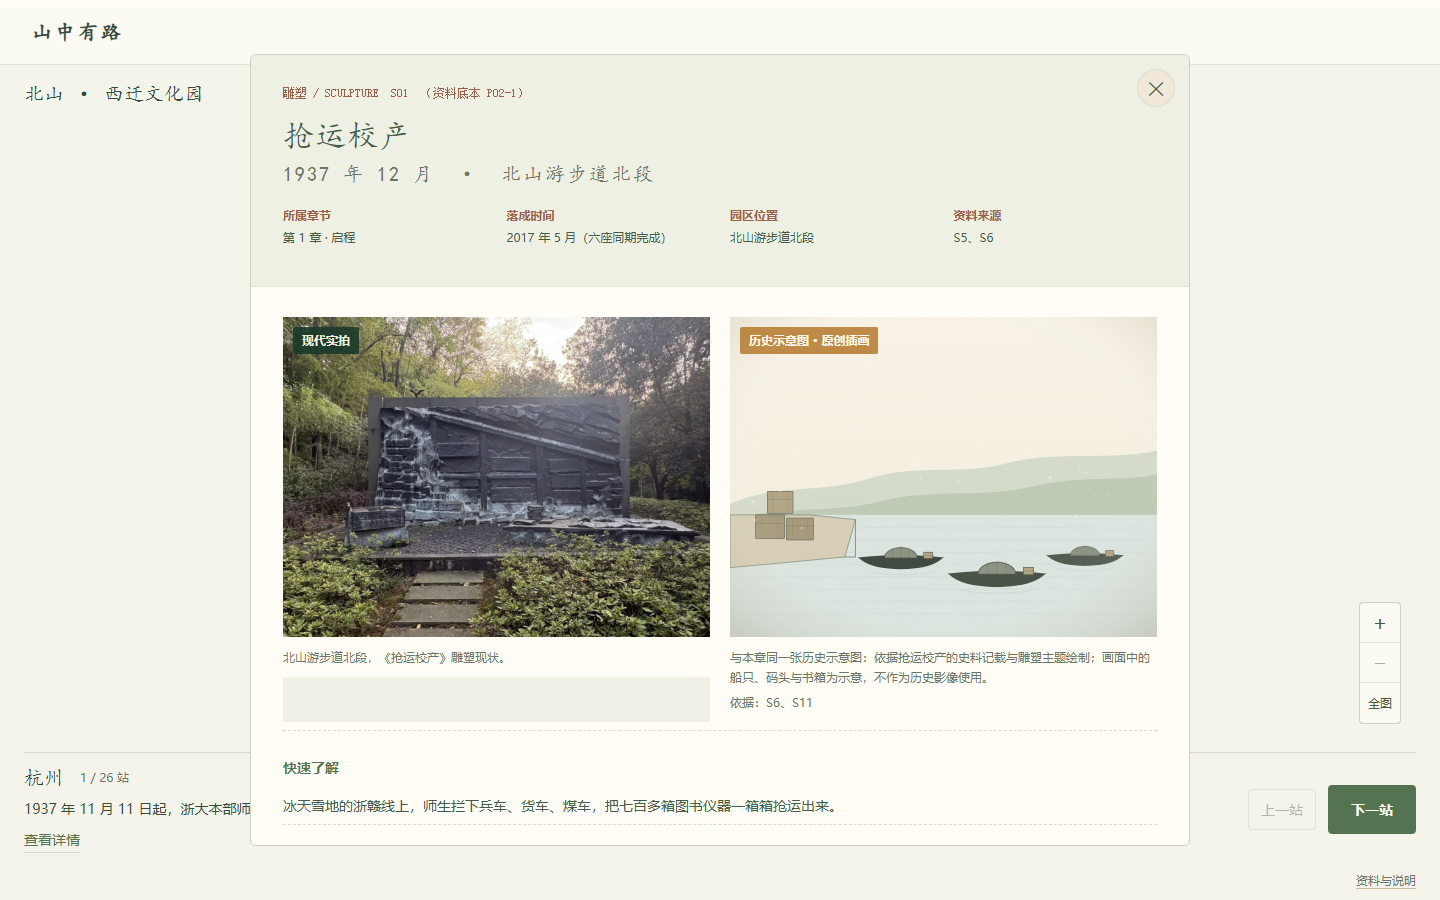 山中有路
北山 • 西迁文化园
雕塑 / SCULPTURE S01 （资料底本 P02-1）
抢运校产
1937 年 12 月 • 北山游步道北段
所属章节
第 1 章 · 启程
落成时间
2017 年 5 月（六座同期完成）
园区位置
北山游步道北段
资料来源
S5、S6
现代实拍
历史示意图 • 原创插画
北山游步道北段，《抢运校产》雕塑现状。
与本章同一张历史示意图：依据抢运校产的史料记载与雕塑主题绘制；画面中的
船只、码头与书箱为示意，不作为历史影像使用。
依据：S6、S11
快速了解
冰天雪地的浙赣线上，师生拦下兵车、货车、煤车，把七百多箱图书仪器一箱箱抢运出来。
+
−
全图
杭州 1 / 26 站
1937 年 11 月 11 日起，浙大本部师
查看详情
上一站
下一站
资料与说明